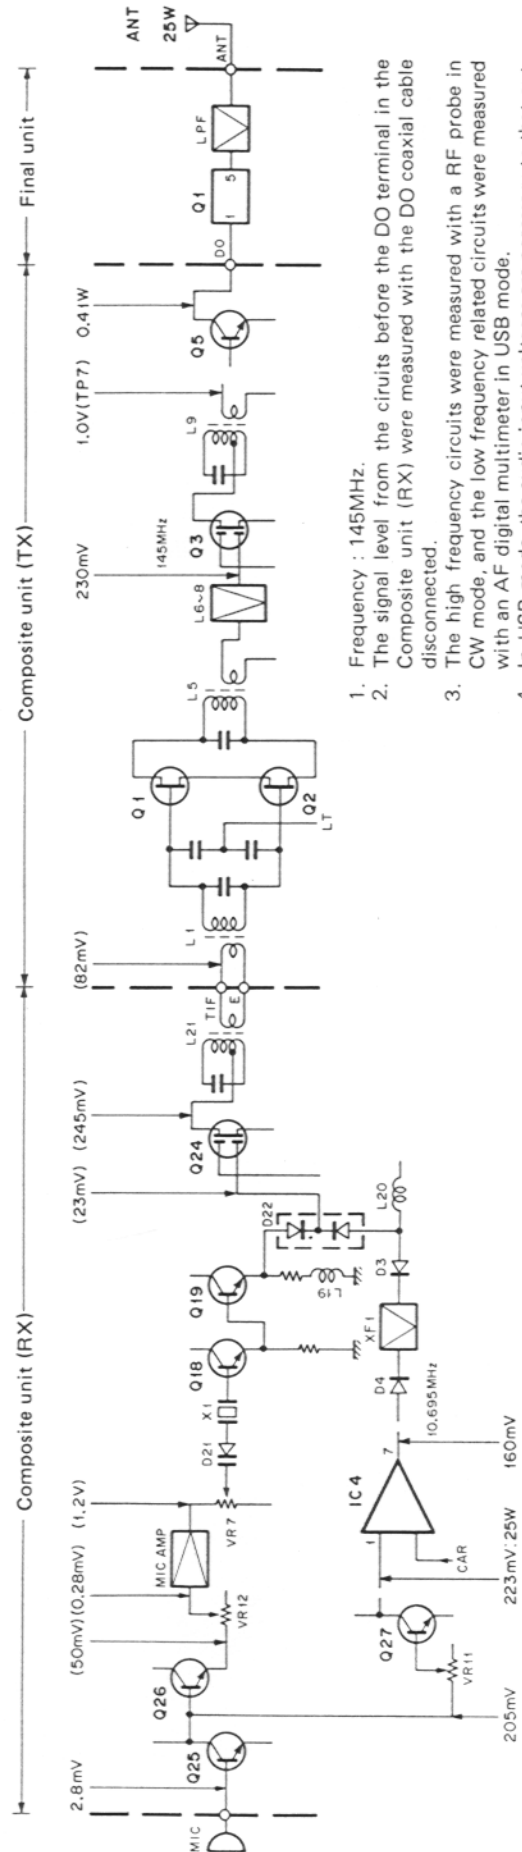 Composite unit (RX)
Composite unit (TX)
Final unit
2.8mV
(50mV)
(0.28mV)
(1.2V)
(23mV)
(245mV)
(82mV)
230mV
1.0V(TP7)
0.41W
ANT
25W
MIC
Q25
Q26
VR12
MIC AMP
VR7
D21
X1
Q18
Q19
L19
D22
Q24
L21
T1F
E
L1
LT
Q1
Q2
L5
L6~8
145MHz
Q3
L9
Q5
DO
Q1
1
5
LPF
ANT
205mV
VR11
Q27
223mV:25W
1
CAR
IC4
7
160mV
10.695MHz
D4
XF1
D3
L20
1. Frequency : 145MHz.
2. The signal level from the ciruits before the DO terminal in the
Composite unit (RX) were measured with the DO coaxial cable
disconnected.
3. The high frequency circuits were measured with a RF probe in
CW mode, and the low frequency related circuits were measured
with an AF digital multimeter in USB mode.